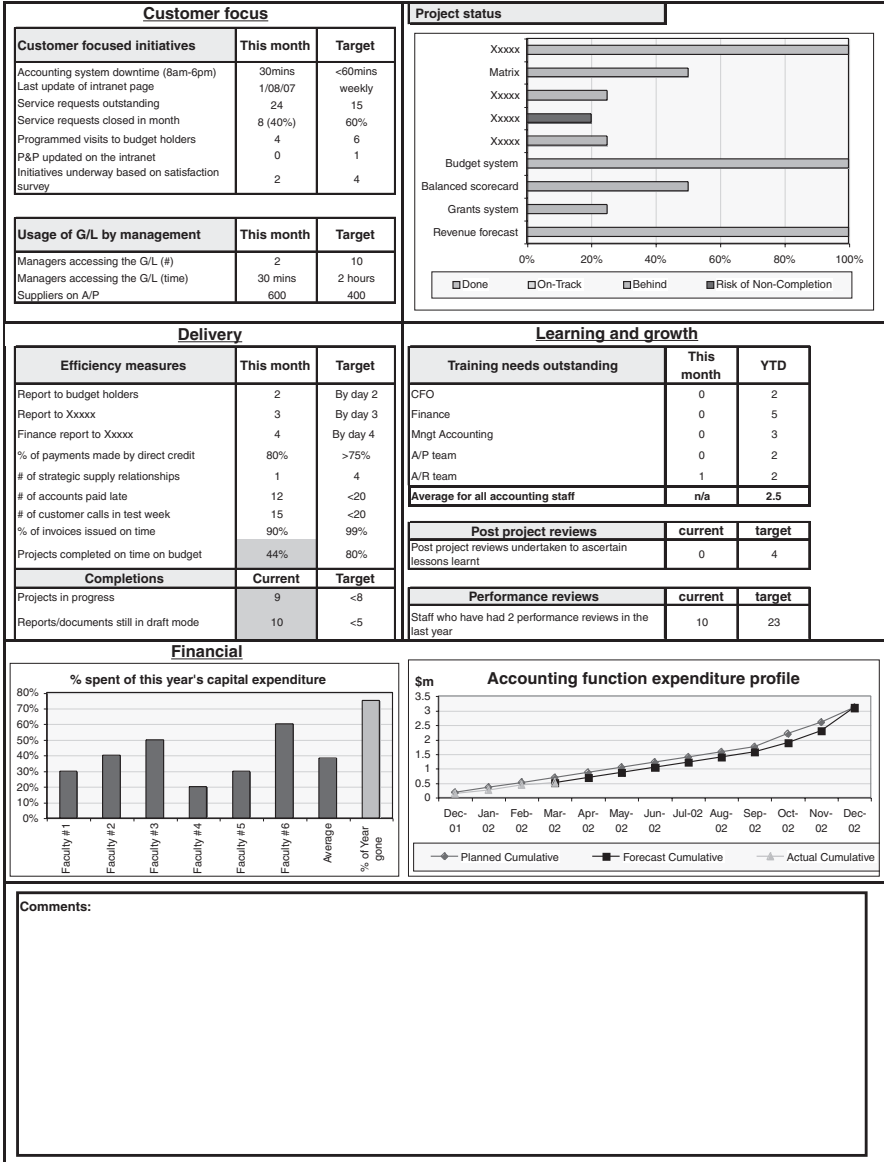 Customer focus
Customer focused initiatives This month Target
Accounting system downtime (8am-6pm) 30mins <60mins
Last update of intranet page 1/08/07 weekly
Service requests outstanding 24 15
Service requests closed in month 8 (40%) 60%
Programmed visits to budget holders 4 6
P&P updated on the intranet 0 1
Initiatives underway based on satisfaction
survey 2 4
Usage of G/L by management This month Target
Managers accessing the G/L (#) 2 10
Managers accessing the G/L (time) 30 mins 2 hours
Suppliers on A/P 600 400
Project status
Xxxxx
Matrix
Xxxxx
Xxxxx
Xxxxx
Budget system
Balanced scorecard
Grants system
Revenue forecast
0% 20% 40% 60% 80% 100%
Done On-Track Behind Risk of Non-Completion
Delivery
Efficiency measures This month Target
Report to budget holders 2 By day 2
Report to Xxxxx 3 By day 3
Finance report to Xxxxx 4 By day 4
% of payments made by direct credit 80% >75%
# of strategic supply relationships 1 4
# of accounts paid late 12 <20
# of customer calls in test week 15 <20
% of invoices issued on time 90% 99%
Projects completed on time on budget 44% 80%
Completions Current Target
Projects in progress 9 <8
Reports/documents still in draft mode 10 <5
Learning and growth
Training needs outstanding This
month YTD
CFO 0 2
Finance 0 5
Mngt Accounting 0 3
A/P team 0 2
A/R team 1 2
Average for all accounting staff n/a 2.5
Post project reviews current target
Post project reviews undertaken to ascertain
lessons learnt 0 4
Performance reviews current target
Staff who have had 2 performance reviews in the
last year 10 23
Financial
% spent of this year's capital expenditure
80%
70%
60%
50%
40%
30%
20%
10%
0%
Faculty #1
Faculty #2
Faculty #3
Faculty #4
Faculty #5
Faculty #6
Average
% of Year
gone
$m Accounting function expenditure profile
3.5
3
2.5
2
1.5
1
0.5
0
Dec- Jan- Feb- Mar- Apr- May- Jun- Jul-02 Aug- Sep- Oct- Nov- Dec-
01 02 02 02 02 02 02 02 02 02 02 02
Planned Cumulative Forecast Cumulative Actual Cumulative
Comments: